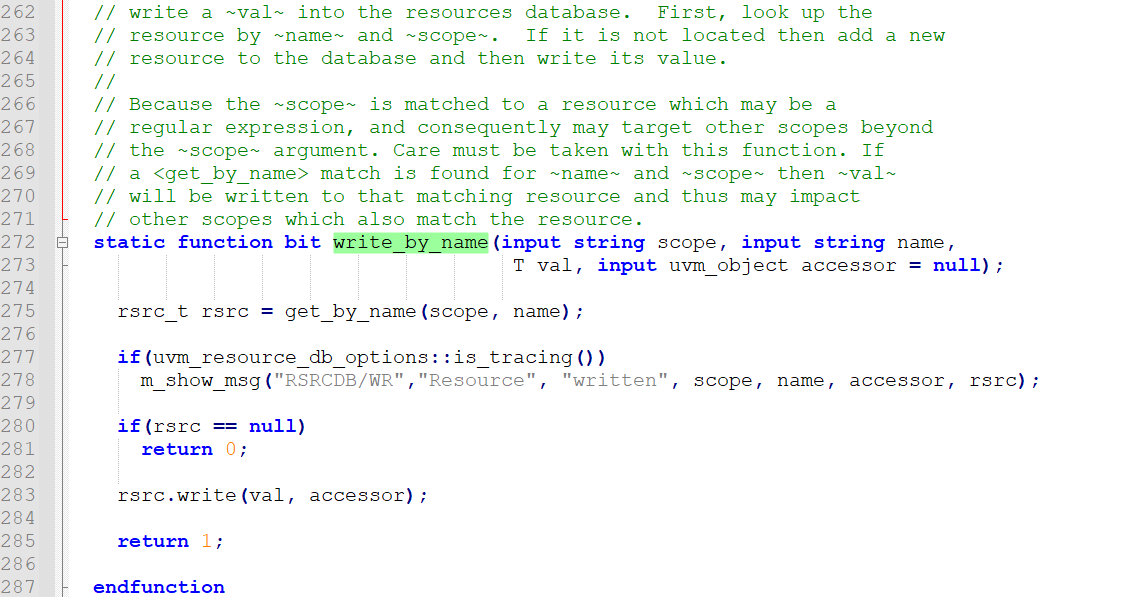 262 // write a ~val~ into the resources database.  First, look up the
263 // resource by ~name~ and ~scope~.  If it is not located then add a new
264 // resource to the database and then write its value.
265 //
266 // Because the ~scope~ is matched to a resource which may be a
267 // regular expression, and consequently may target other scopes beyond
268 // the ~scope~ argument. Care must be taken with this function. If
269 // a <get_by_name> match is found for ~name~ and ~scope~ then ~val~
270 // will be written to that matching resource and thus may impact
271 // other scopes which also match the resource.
272 static function bit write_by_name(input string scope, input string name,
273                                    T val, input uvm_object accessor = null);
274
275   rsrc_t rsrc = get_by_name(scope, name);
276
277   if(uvm_resource_db_options::is_tracing())
278     m_show_msg("RSRCDB/WR","Resource", "written", scope, name, accessor, rsrc);
279
280   if(rsrc == null)
281     return 0;
282
283   rsrc.write(val, accessor);
284
285   return 1;
286
287 endfunction